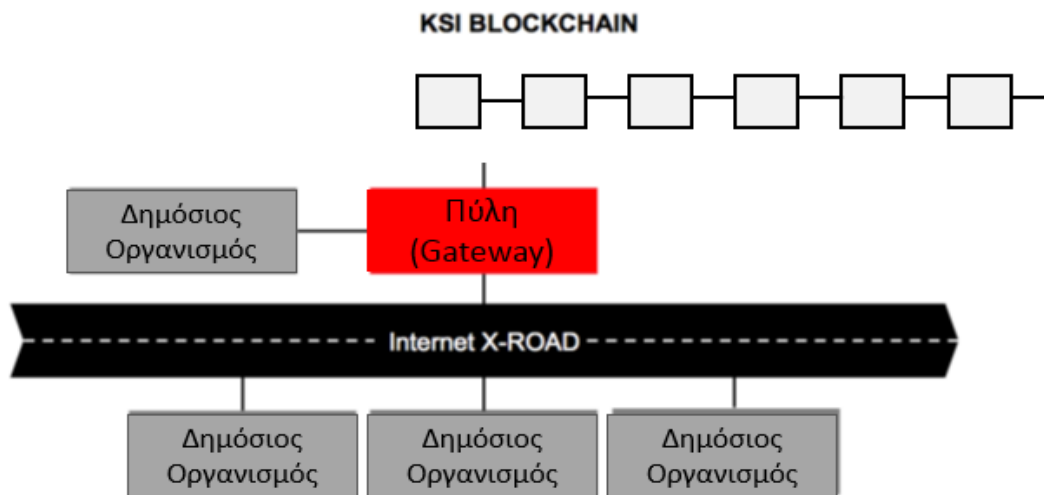 KSI BLOCKCHAIN
Δημόσιος
Οργανισμός
Πύλη
(Gateway)
Internet X-ROAD
Δημόσιος
Οργανισμός
Δημόσιος
Οργανισμός
Δημόσιος
Οργανισμός